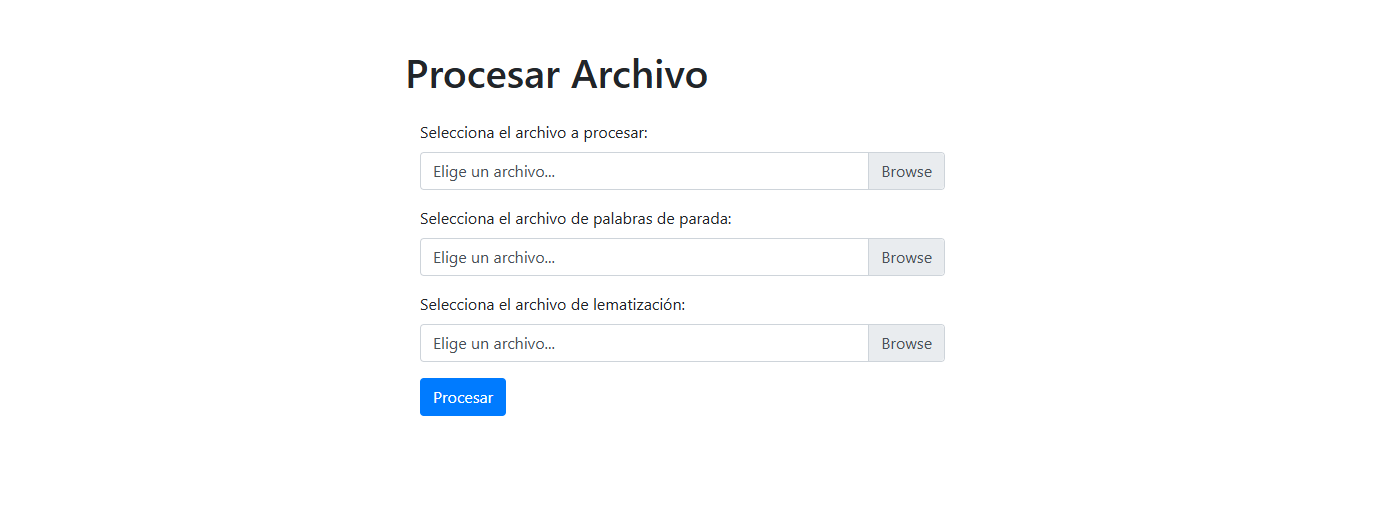 Procesar Archivo
Selecciona el archivo a procesar:
Elige un archivo... Browse
Selecciona el archivo de palabras de parada:
Elige un archivo... Browse
Selecciona el archivo de lematización:
Elige un archivo... Browse
Procesar